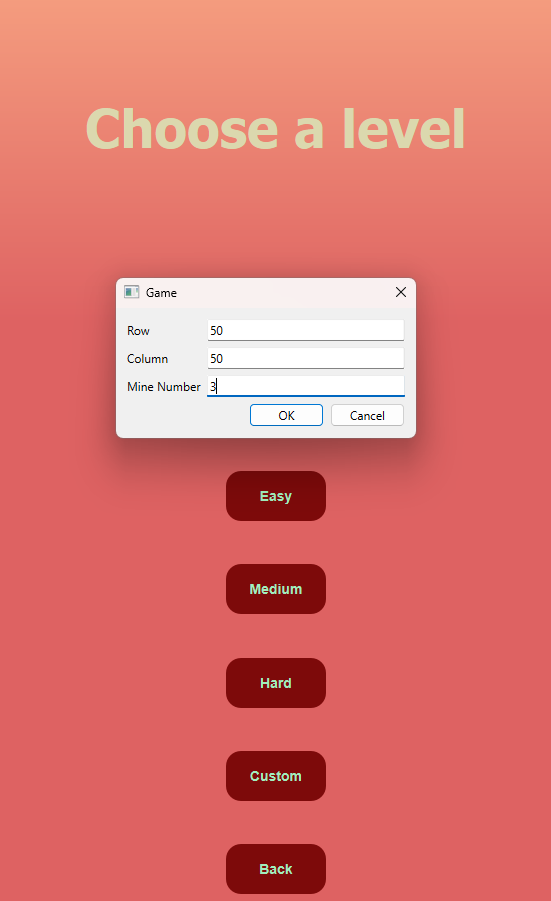 Choose a level
Game
Row 50
Column 50
Mine Number 3
OK Cancel
Easy
Medium
Hard
Custom
Back